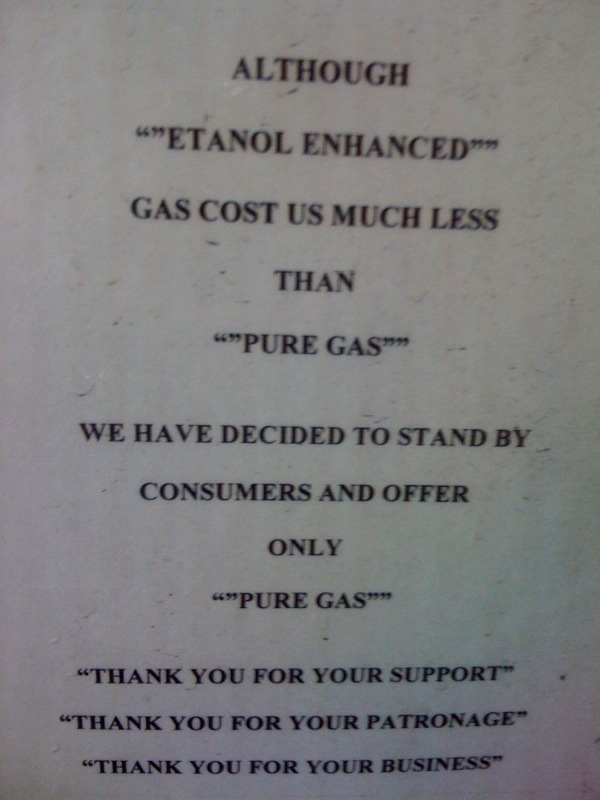 ALTHOUGH
“”ETANOL ENHANCED””
GAS COST US MUCH LESS
THAN
“”PURE GAS””
WE HAVE DECIDED TO STAND BY
CONSUMERS AND OFFER
ONLY
“”PURE GAS””
“THANK YOU FOR YOUR SUPPORT”
“THANK YOU FOR YOUR PATRONAGE”
“THANK YOU FOR YOUR BUSINESS”